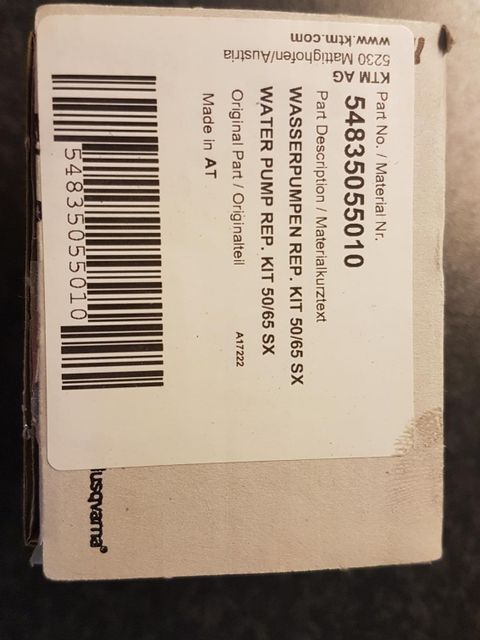 Part No. / Material Nr.
54835055010
Part Description / Materialkurztext
WASSERPUMPEN REP. KIT 50/65 SX
WATER PUMP REP. KIT 50/65 SX
Original Part / Originalteil
A17222
Made in AT
54835055010
KTM AG
5230 Mattighofen/Austria
www.ktm.com
usqvarna®